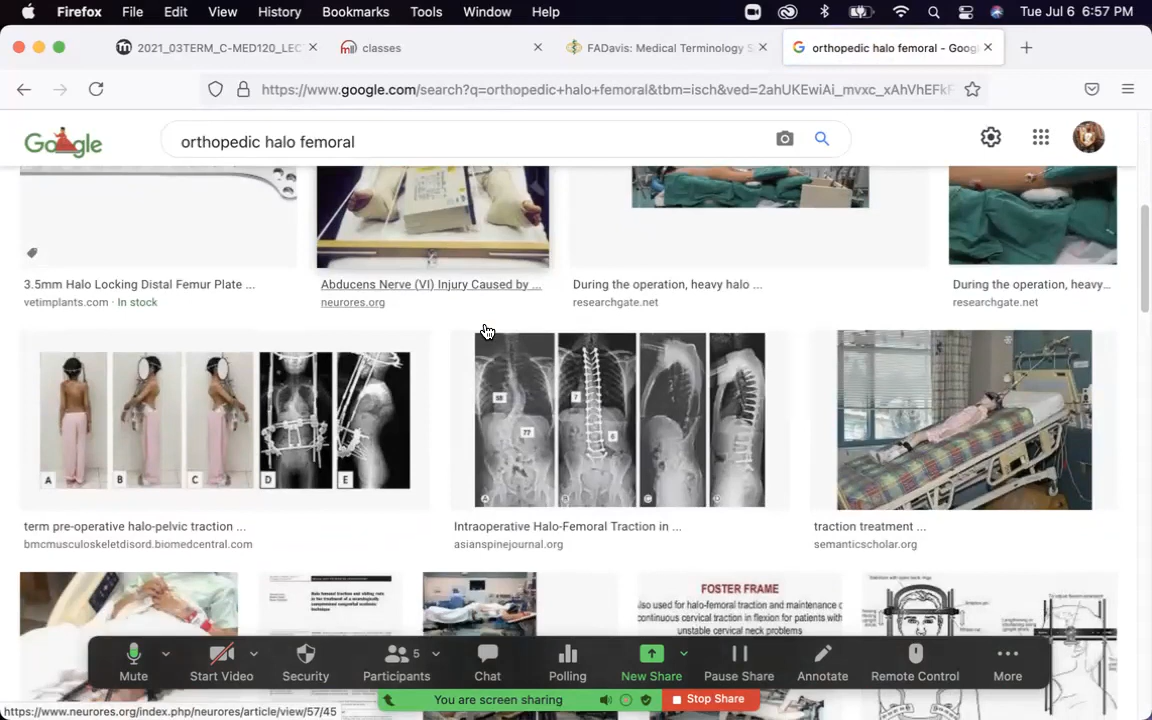 Firefox File Edit View History Bookmarks Tools Window Help Tue Jul 6 6:57 PM
2021_03TERM_C-MED120_LEC classes FADavis: Medical Terminology S orthopedic halo femoral - Goog
https://www.google.com/search?q=orthopedic+halo+femoral&tbm=isch&ved=2ahUKEwiAi_mvxc_xAhVhEFkF
Google orthopedic halo femoral
3.5mm Halo Locking Distal Femur Plate ...
vetimplants.com · In stock
Abducens Nerve (VI) Injury Caused by ...
neurores.org
During the operation, heavy halo ...
researchgate.net
During the operation, heavy...
researchgate.net
A B C D E
term pre-operative halo-pelvic traction ...
bmcmusculoskeletdisord.biomedcentral.com
Intraoperative Halo-Femoral Traction in ...
asianspinejournal.org
traction treatment ...
semanticscholar.org
FOSTER FRAME
lso used for halo-femoral traction and maintenance o
continuous cervical traction in flexion for patients with
unstable cervical neck problems
Mute Start Video Security Participants 5 Chat Polling New Share Pause Share Annotate Remote Control More
You are screen sharing Stop Share
https://www.neurores.org/index.php/neurores/article/view/57/45